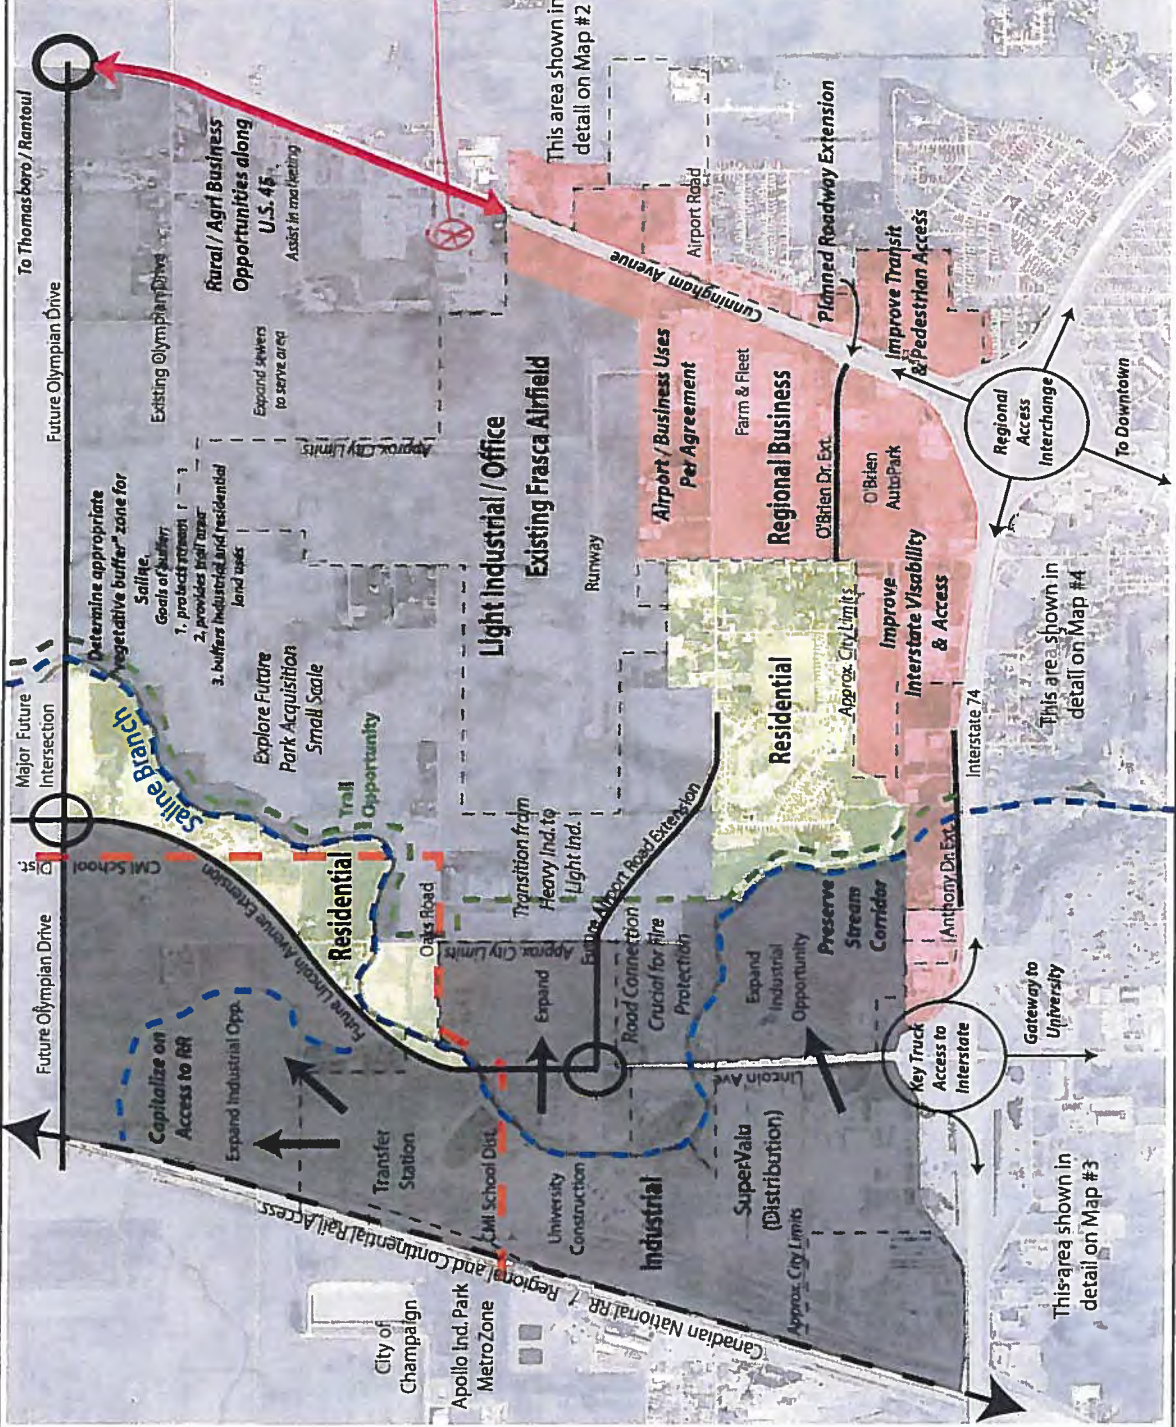 To Thomasboro / Rantoul
Future Olympian Drive
Major Future
Intersection
Future Olympian Drive
Dist.
CMI School
Existing Olympian Drive
Rural / Agri Business
Opportunities along
U.S. 45
Assist in marketing
Expand sewers
to serve area
Determine appropriate
"vegetative buffer" zone for
Saline.
Goals of buffer:
1. protects stream
2. provides trail area
3. buffers industrial and residential
land uses
Saline Branch
Explore Future
Park Acquisition
Small Scale
Trail
Opportunity
Approx. City Limits
Future Lincoln Avenue Extension
Capitalize on
Access to RR
Expand Industrial Opp.
Transfer
Station
Residential
Oaks Road
CMI School Dist.
Canadian National RR / Regional and Continental Rail Access
City of
Champaign
Apollo Ind. Park
MetroZone
University
Construction
Industrial
SuperValu
(Distribution)
Approx. City Limits
Expand
Approx City Limits
Transition from
Heavy Ind. to
Light Ind.
Light Industrial / Office
Existing Frasca Airfield
Runway
Future Airport Road Extension
Road Connection
Crucial for Fire
Protection
This area shown in
detail on Map #2
Cunningham Avenue
Airport Road
Airport / Business Uses
Per Agreement
Farm & Fleet
Regional Business
Planned Roadway Extension
O'Brien Dr. Ext.
O'Brien
AutoPark
Improve Transit
& Pedestrian Access
Residential
Approx. City Limits
Improve
Interstate Visability
& Access
Expand
Industrial
Opportunity
Preserve
Stream
Corridor
Lincoln Ave
Anthony Dr. Ext.
Interstate 74
Key Truck
Access to
Interstate
Gateway to
University
Regional
Access
Interchange
To Downtown
This area shown in
detail on Map #4
This area shown in
detail on Map #3